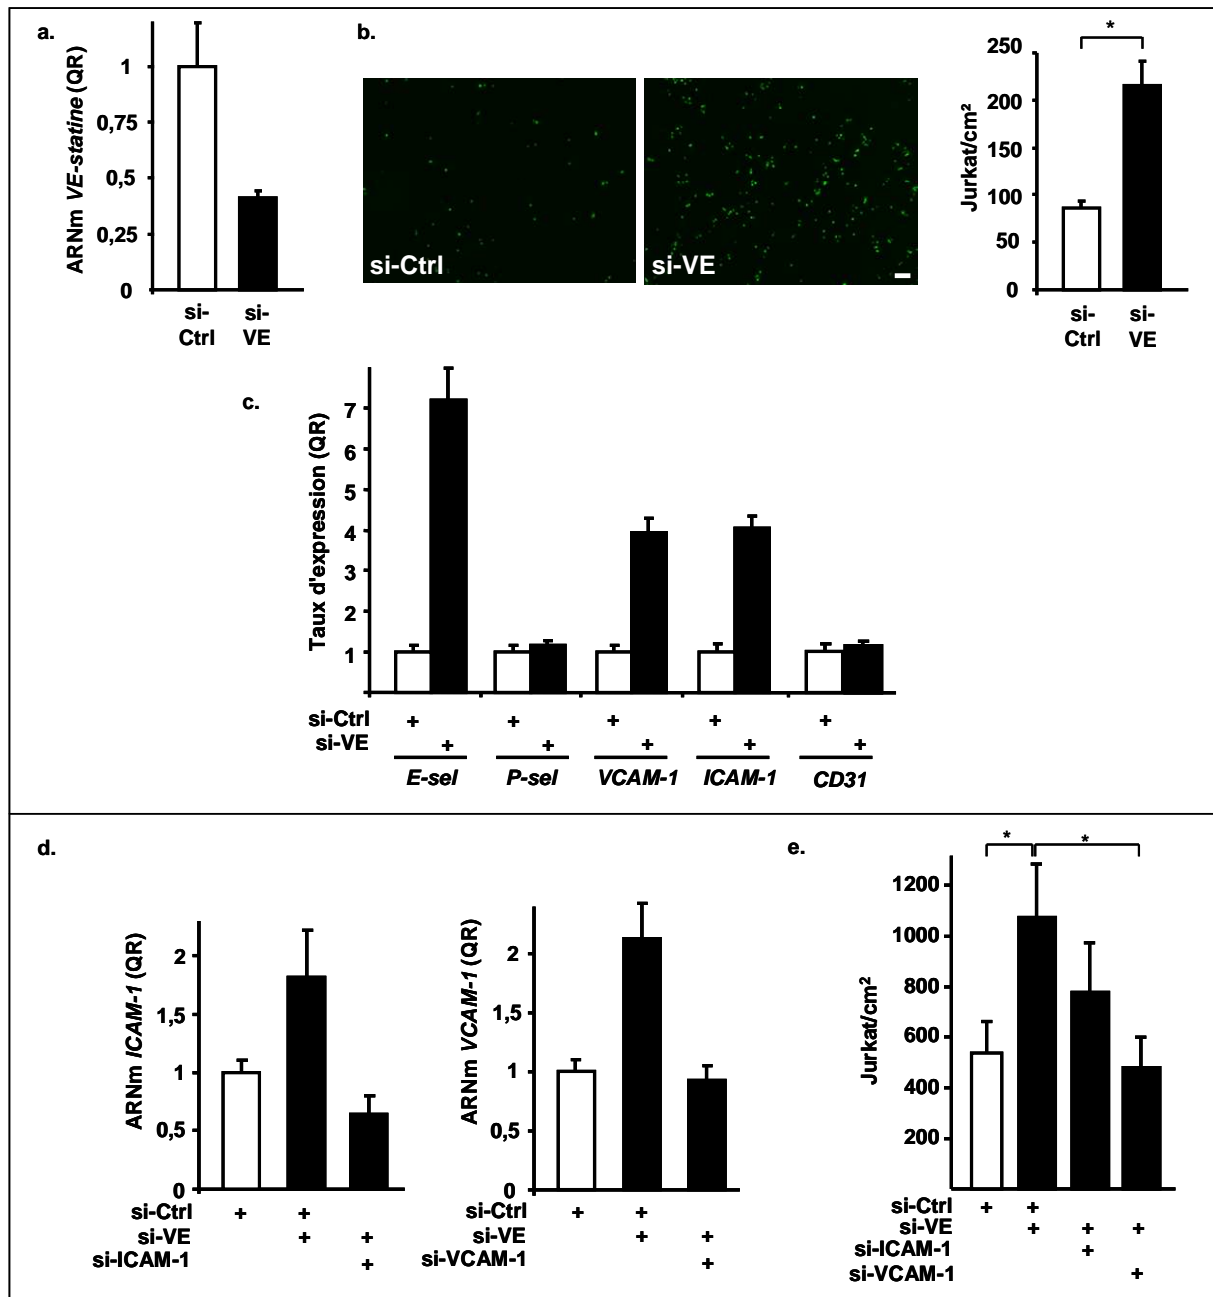 a.
ARNm VE-statine (QR)
1
0,75
0,5
0,25
0
si-Ctrl
si-VE
b.
si-Ctrl
si-VE
*
Jurkat/cm²
250
200
150
100
50
0
si-Ctrl
si-VE
c.
Taux d'expression (QR)
7
6
5
4
3
2
1
si-Ctrl + + + + +
si-VE + + + + +
E-sel P-sel VCAM-1 ICAM-1 CD31
d.
ARNm ICAM-1 (QR)
2
1,5
1
0,5
0
si-Ctrl + +
si-VE + +
si-ICAM-1 +
ARNm VCAM-1 (QR)
2
1,5
1
0,5
0
si-Ctrl + +
si-VE + +
si-VCAM-1 +
e.
* *
Jurkat/cm²
1200
1000
800
600
400
200
si-Ctrl + +
si-VE + + +
si-ICAM-1 +
si-VCAM-1 +